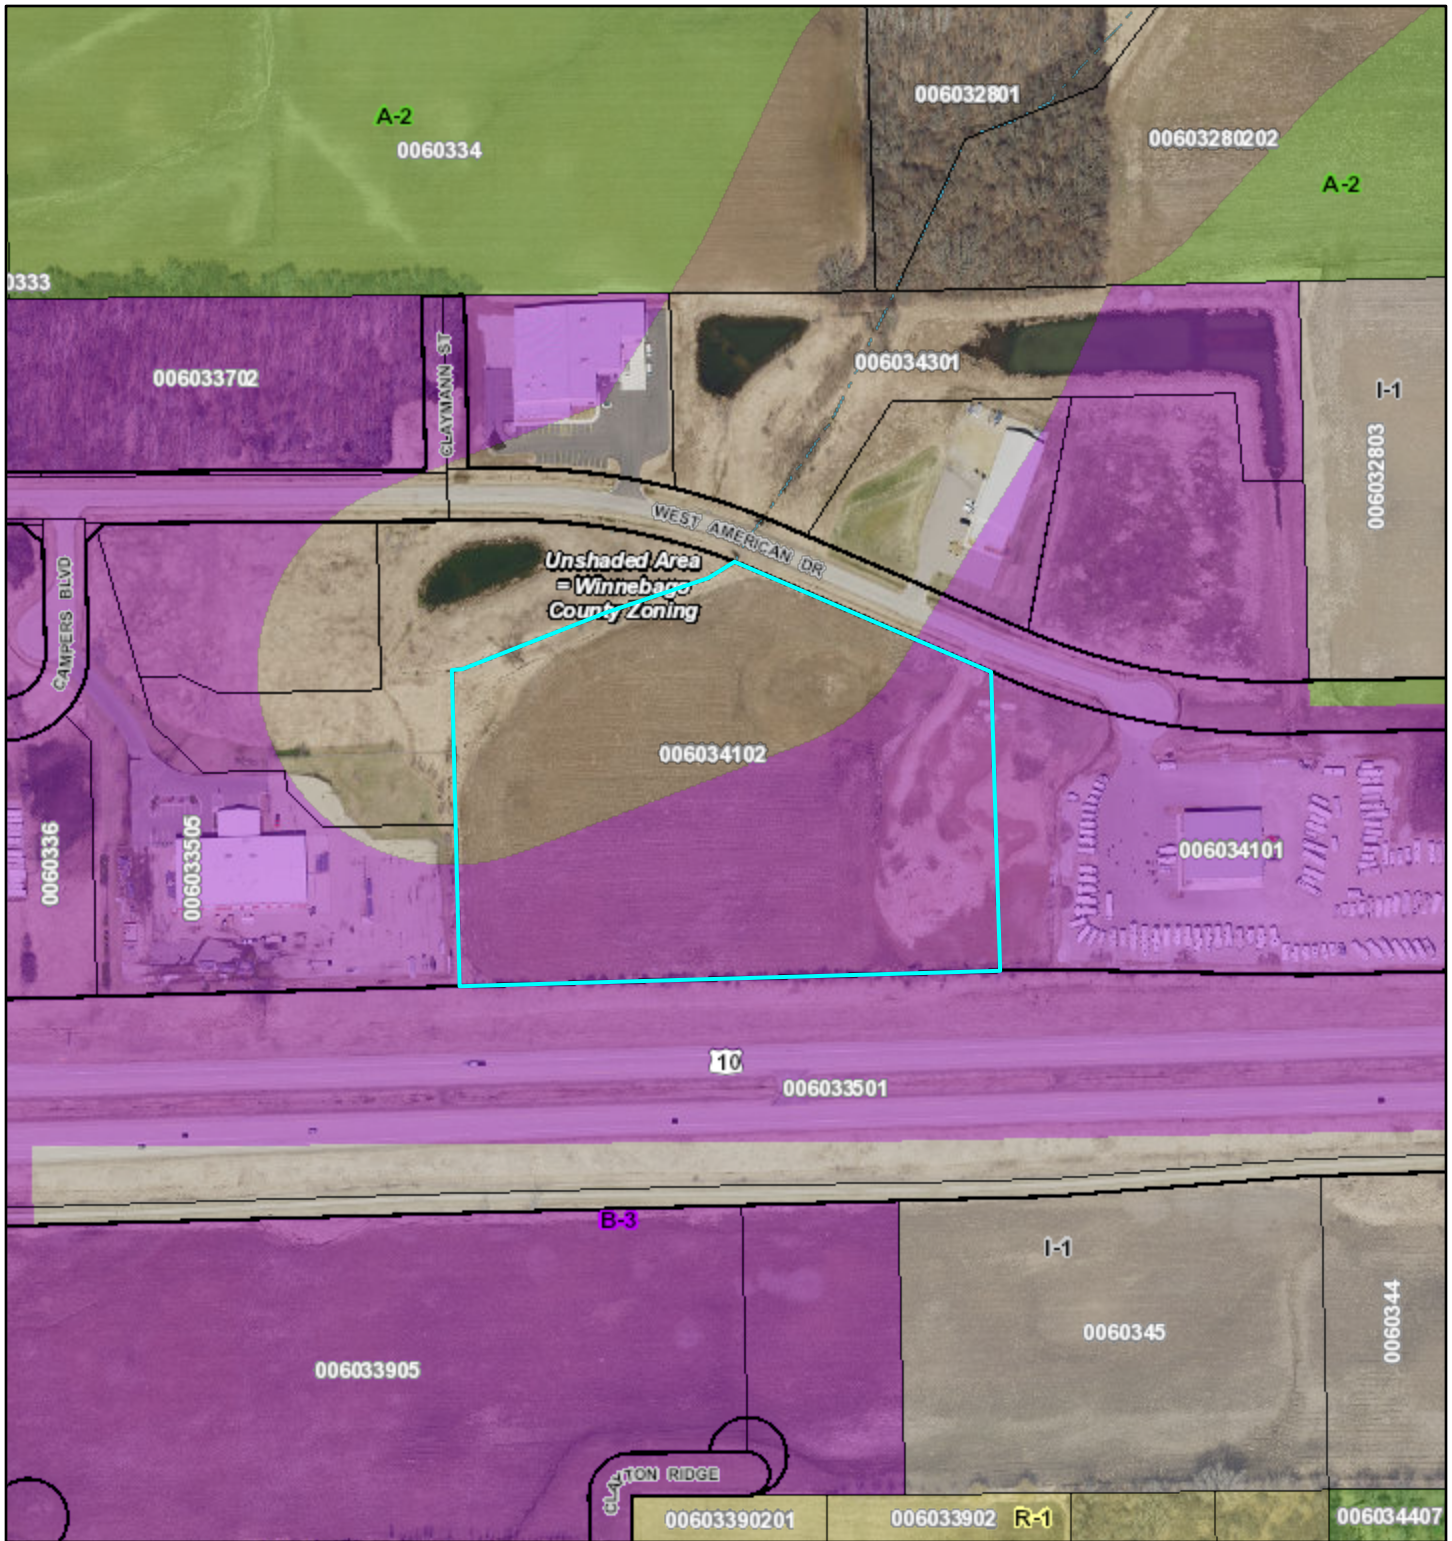 006032801
A-2
00603280202
0060334
A-2
0333
006034301
006033702
CLAYMANN ST
I-1
006032803
WEST AMERICAN DR
Unshaded Area
= Winnebago
County Zoning
CAMPERS BLVD
006034102
0060336
006033505
006034101
10
006033501
B-3
I-1
0060345
0060344
006033905
CLAYTON RIDGE
00603390201
006033902
R-1
006034407